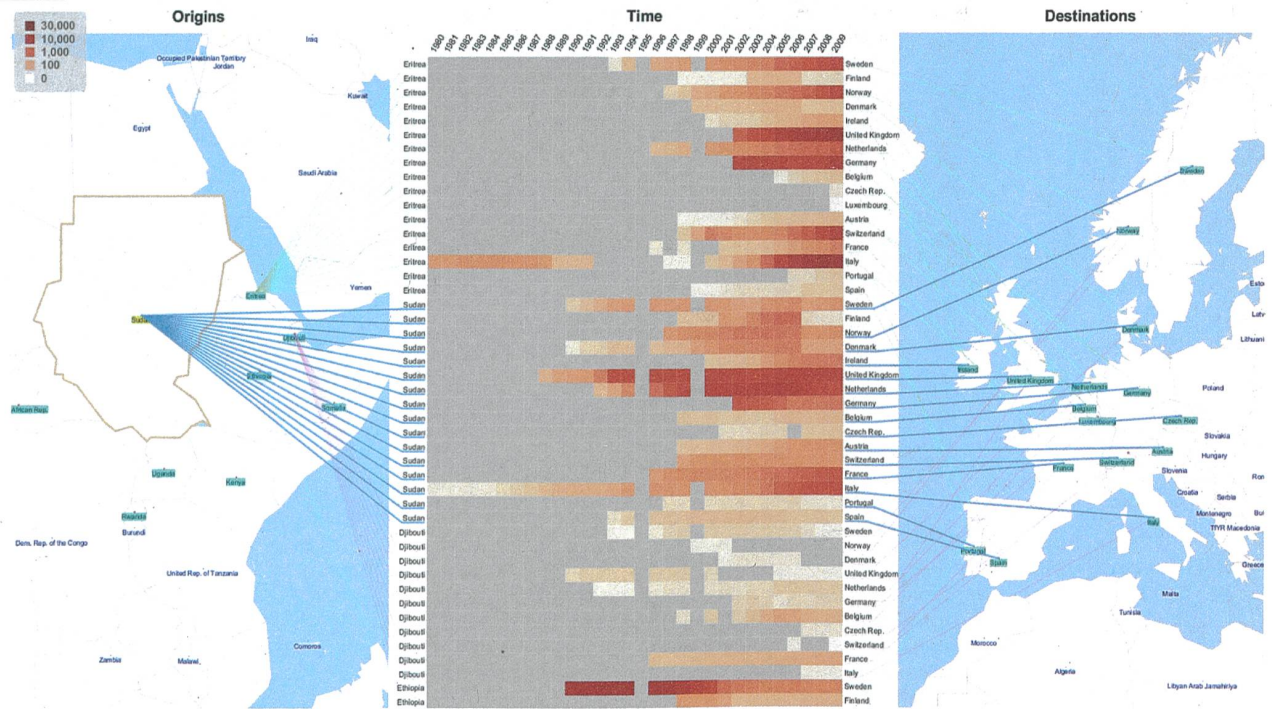 Origins
Time
Destinations
30,000
10,000
1,000
100
0
Iraq
Occupied Palestinian Territory
Jordan
Kuwait
Egypt
Saudi Arabia
Yemen
Eritrea
Sudan
Djibouti
Ethiopia
Somalia
African Rep.
Uganda
Kenya
Rwanda
Burundi
Dem. Rep. of the Congo
United Rep. of Tanzania
Comoros
Zambia
1980 1981 1982 1983 1984 1985 1986 1987 1988 1989 1990 1991 1992 1993 1994 1995 1996 1997 1998 1999 2000 2001 2002 2003 2004 2005 2006 2007 2008 2009
Eritrea Sweden
Eritrea Finland
Eritrea Norway
Eritrea Denmark
Eritrea Ireland
Eritrea United Kingdom
Eritrea Netherlands
Eritrea Germany
Eritrea Belgium
Eritrea Czech Rep.
Eritrea Luxembourg
Eritrea Austria
Eritrea Switzerland
Eritrea France
Eritrea Italy
Eritrea Portugal
Eritrea Spain
Sudan Sweden
Sudan Finland
Sudan Norway
Sudan Denmark
Sudan Ireland
Sudan United Kingdom
Sudan Netherlands
Sudan Germany
Sudan Belgium
Sudan Czech Rep.
Sudan Austria
Sudan Switzerland
Sudan France
Sudan Italy
Sudan Portugal
Sudan Spain
Djibouti Sweden
Djibouti Norway
Djibouti Denmark
Djibouti United Kingdom
Djibouti Netherlands
Djibouti Germany
Djibouti Belgium
Djibouti Czech Rep.
Djibouti Switzerland
Djibouti France
Djibouti Italy
Ethiopia Sweden
Ethiopia Finland
Sweden
Norway
Esto
Latv
Denmark
Lithuani
Ireland
United Kingdom
Netherlands
Germany
Poland
Belgium
Luxembourg
Czech Rep.
Slovakia
Austria
Hungary
France
Switzerland
Slovenia
Ron
Croatia
Serbia
Montenegro
Bul
TfYR Macedonia
Italy
Portugal
Spain
Greece
Malta
Tunisia
Morocco
Algeria
Libyan Arab Jamahiriya